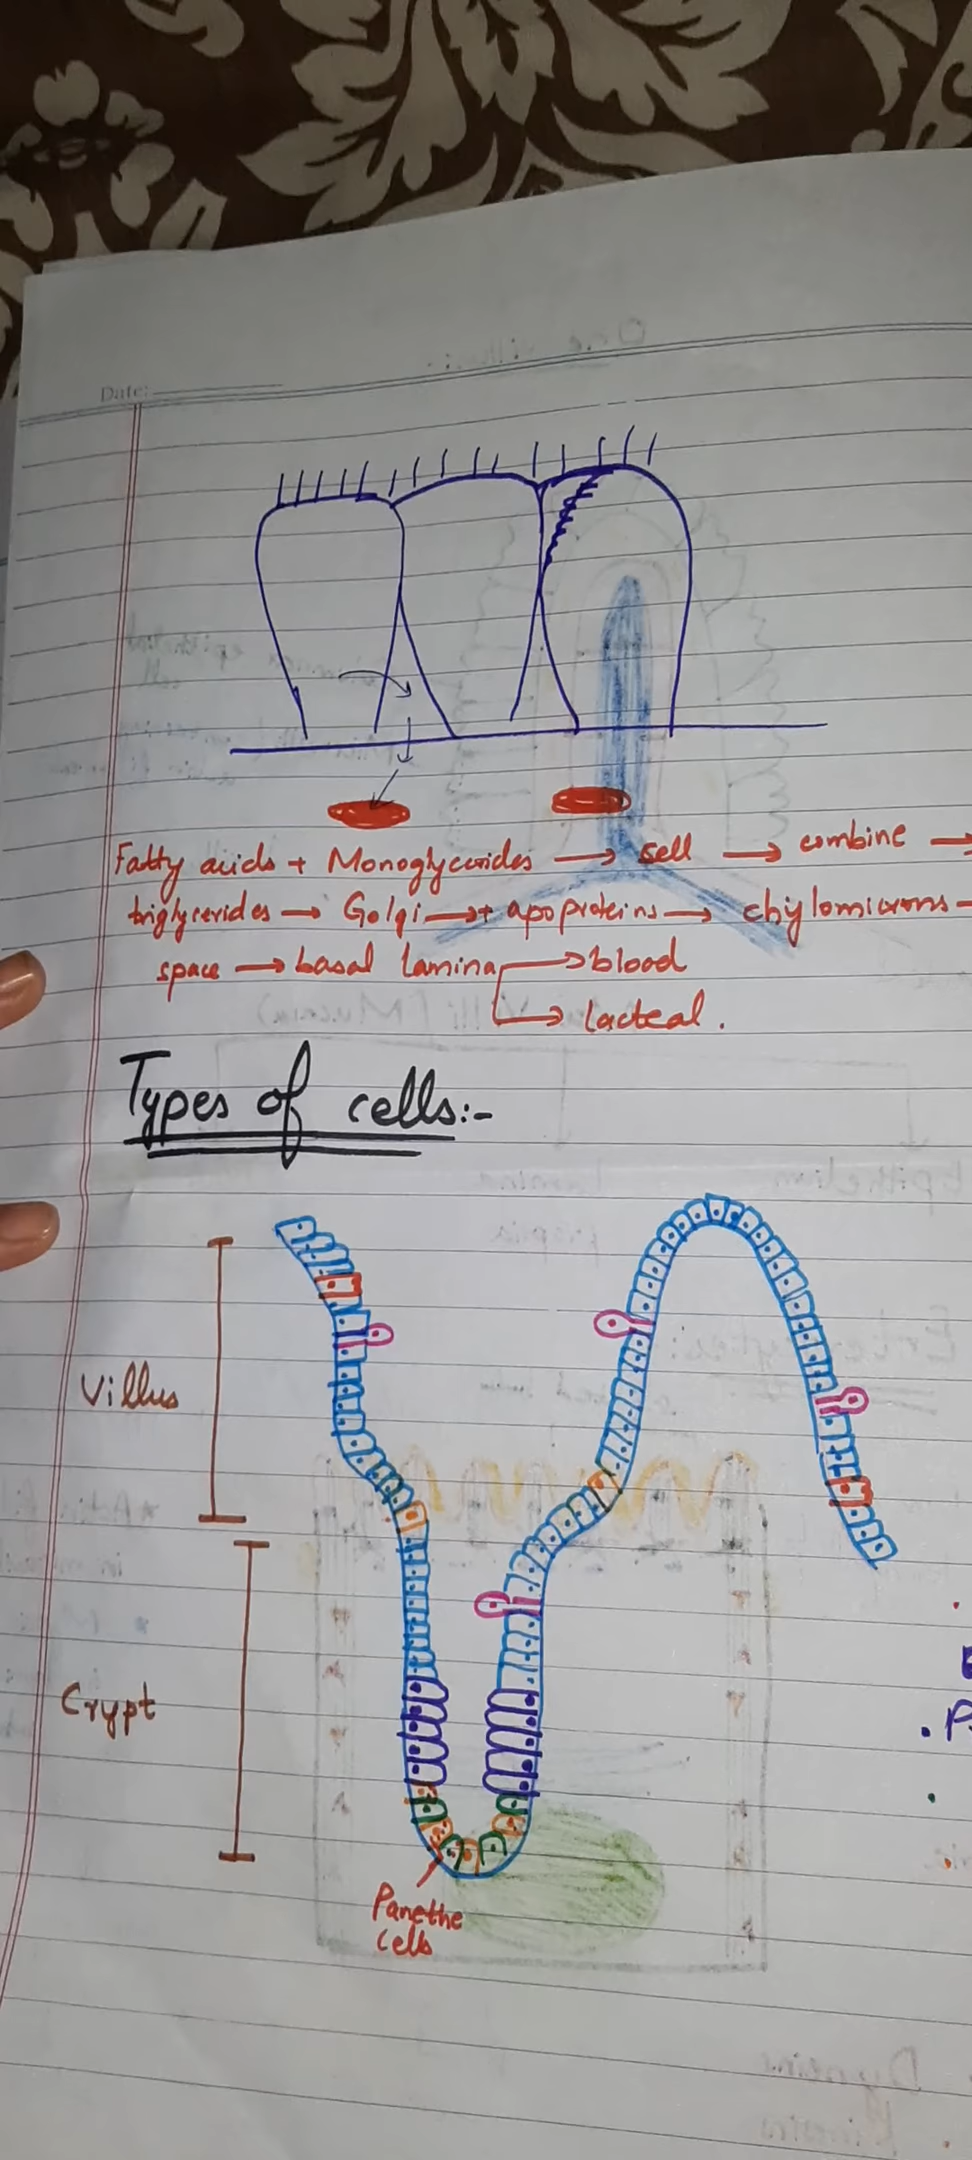 Date:
Fatty acids + Monoglycerides → cell → combine →
triglycerides → Golgi → + apoproteins → chylomicrons →
space → basal lamina → blood
→ lacteal.
Types of cells:-
Villus
Crypt
Panethe
cells